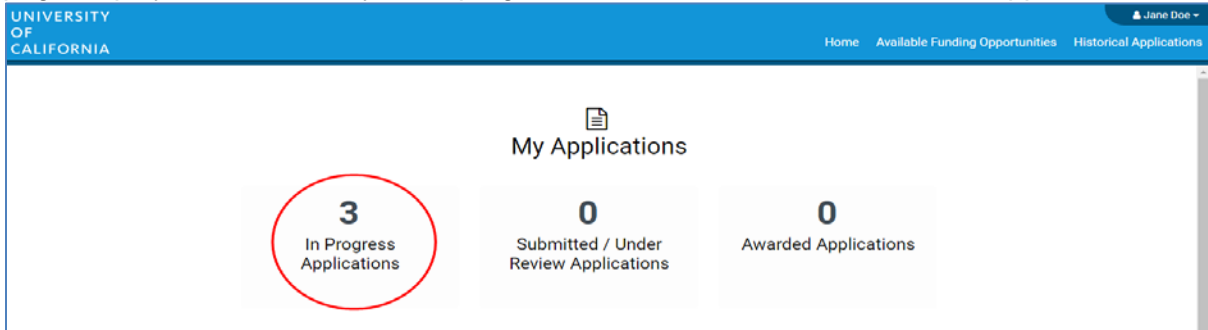 UNIVERSITY
OF
CALIFORNIA
Jane Doe
Home Available Funding Opportunities Historical Applications
My Applications
3
In Progress
Applications
0
Submitted / Under
Review Applications
0
Awarded Applications